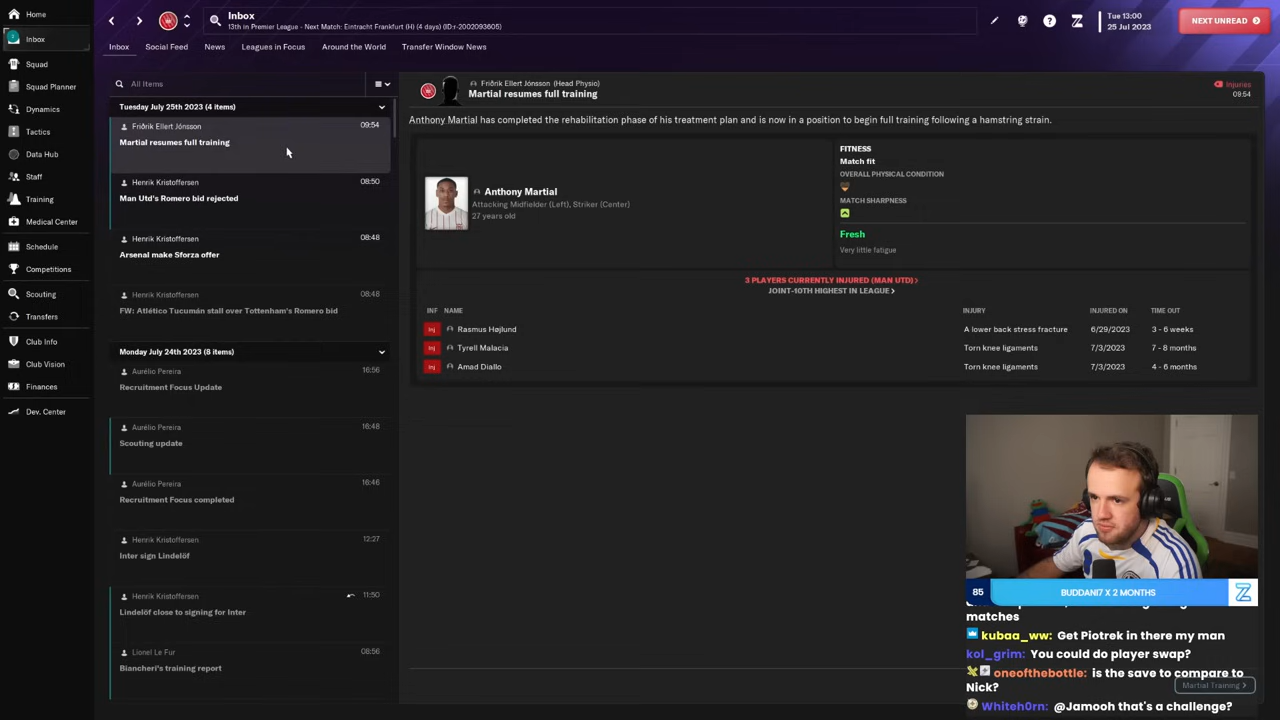 Home
Inbox
Squad
Squad Planner
Dynamics
Tactics
Data Hub
Staff
Training
Medical Center
Schedule
Competitions
Scouting
Transfers
Club Info
Club Vision
Finances
Dev. Center
Inbox
13th in Premier League - Next Match: Eintracht Frankfurt (H) (4 days) (ID:r-2002093605)
Tue 13:00
25 Jul 2023
NEXT UNREAD
Inbox Social Feed News Leagues in Focus Around the World Transfer Window News
All Items
Tuesday July 25th 2023 (4 items)
Friðrik Ellert Jónsson 09:54
Martial resumes full training
Henrik Kristoffersen 08:50
Man Utd's Romero bid rejected
Henrik Kristoffersen 08:48
Arsenal make Sforza offer
Henrik Kristoffersen 08:48
FW: Atlético Tucumán stall over Tottenham's Romero bid
Monday July 24th 2023 (8 items)
Aurélio Pereira 16:56
Recruitment Focus Update
Aurélio Pereira 16:48
Scouting update
Aurélio Pereira 16:46
Recruitment Focus completed
Henrik Kristoffersen 12:27
Inter sign Lindelöf
Henrik Kristoffersen 11:50
Lindelöf close to signing for Inter
Lionel Le Fur 08:56
Biancheri's training report
Friðrik Ellert Jónsson (Head Physio)
Martial resumes full training
Injuries
09:54
Anthony Martial has completed the rehabilitation phase of his treatment plan and is now in a position to begin full training following a hamstring strain.
Anthony Martial
Attacking Midfielder (Left), Striker (Center)
27 years old
FITNESS
Match fit
OVERALL PHYSICAL CONDITION
MATCH SHARPNESS
Fresh
Very little fatigue
3 PLAYERS CURRENTLY INJURED (MAN UTD)
JOINT-10TH HIGHEST IN LEAGUE
INF NAME INJURY INJURED ON TIME OUT
Inj Rasmus Højlund A lower back stress fracture 6/29/2023 3 - 6 weeks
Inj Tyrell Malacia Torn knee ligaments 7/3/2023 7 - 8 months
Inj Amad Diallo Torn knee ligaments 7/3/2023 4 - 6 months
85 BUDDANI7 X 2 MONTHS
matches
kubaa_ww: Get Piotrek in there my man
kol_grim: You could do player swap?
oneofthebottle: is the save to compare to
Nick?
Martial Training
Whiteh0rn: @Jamooh that's a challenge?